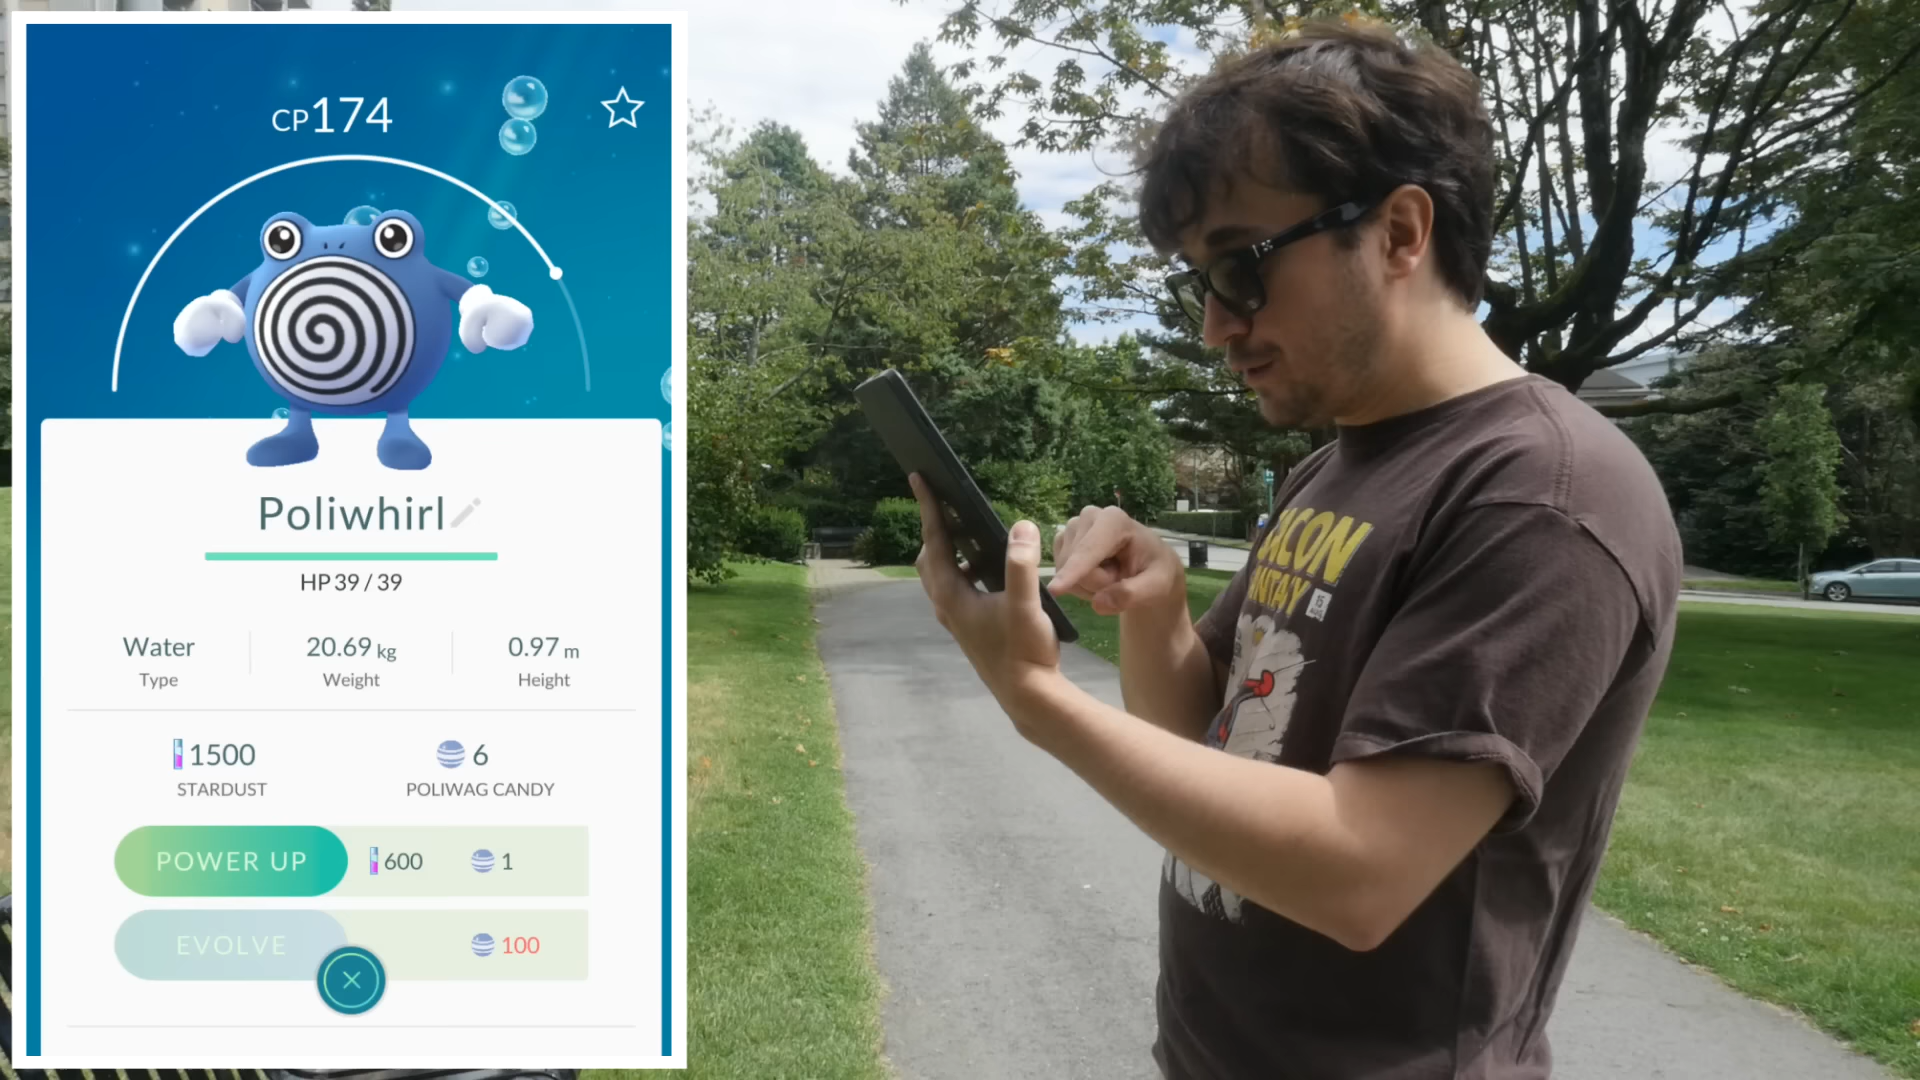 CP174
Poliwhirl
HP 39 / 39
Water
Type
20.69 kg
Weight
0.97 m
Height
1500
STARDUST
6
POLIWAG CANDY
POWER UP
600
1
EVOLVE
100
15